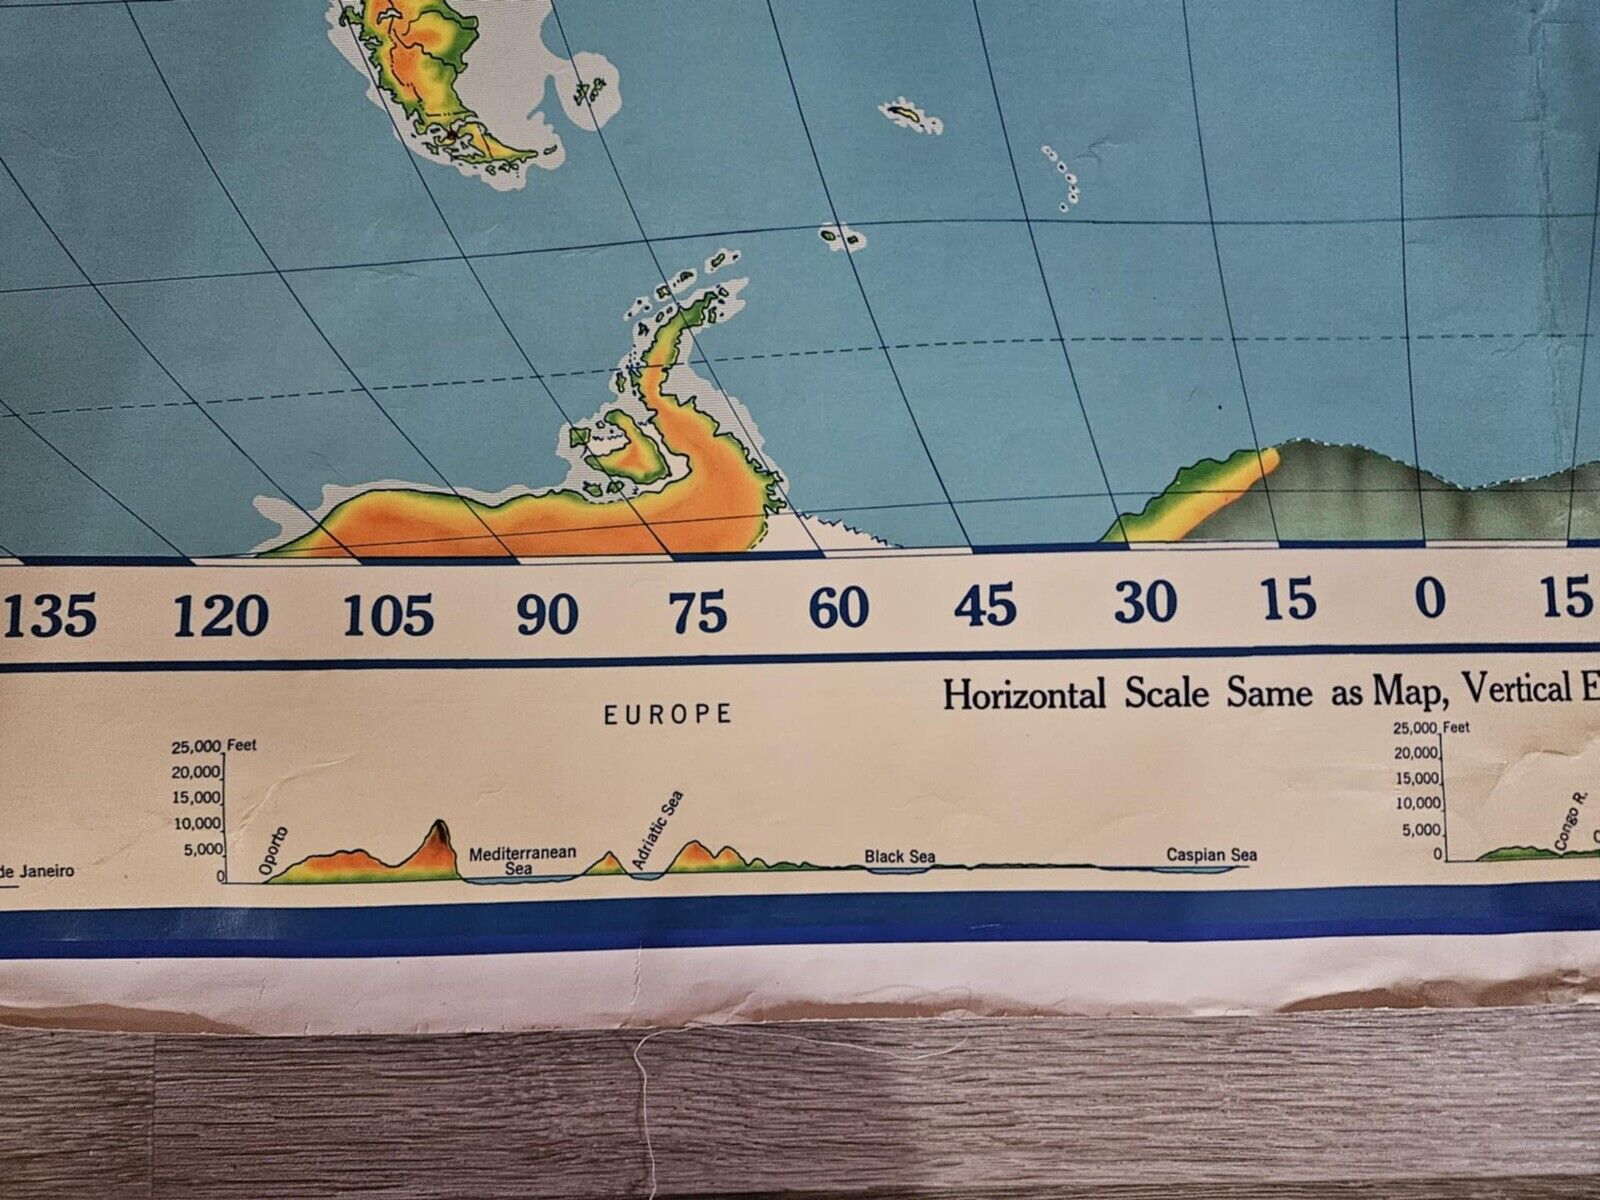 135 120 105 90 75 60 45 30 15 0 15
Horizontal Scale Same as Map, Vertical E
EUROPE
25,000 Feet
20,000
15,000
10,000
5,000
0
de Janeiro
Oporto
Mediterranean
Sea
Adriatic Sea
Black Sea
Caspian Sea
25,000 Feet
20,000
15,000
10,000
5,000
0
Congo R.